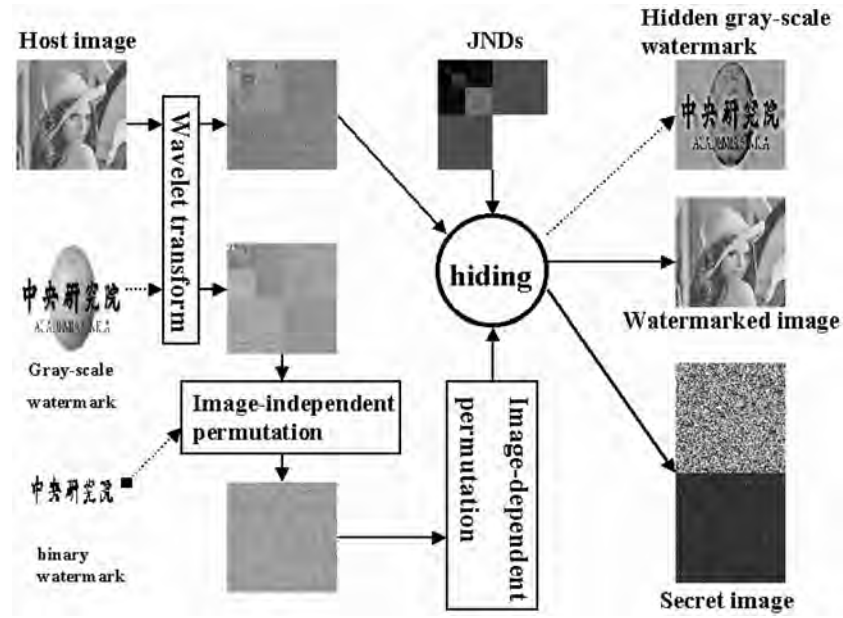 Host image
JNDs
Hidden gray-scale
watermark
Wavelet transform
中央研究院
hiding
中央研究院
Watermarked image
Gray-scale
watermark
Image-independent
permutation
Image-dependent
permutation
中央研究院
binary
watermark
Secret image